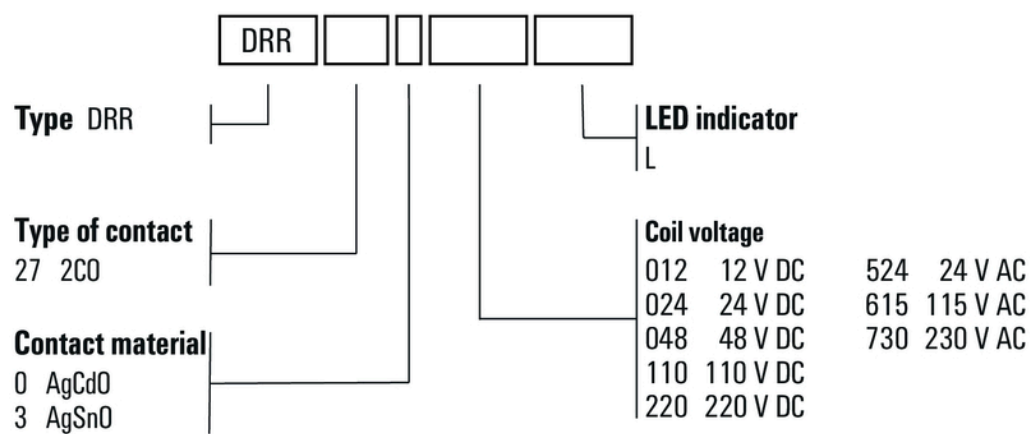 DRR
Type DRR
LED indicator
L
Type of contact
27 2CO
Contact material
0 AgCdO
3 AgSnO
Coil voltage
012 12 V DC 524 24 V AC
024 24 V DC 615 115 V AC
048 48 V DC 730 230 V AC
110 110 V DC
220 220 V DC